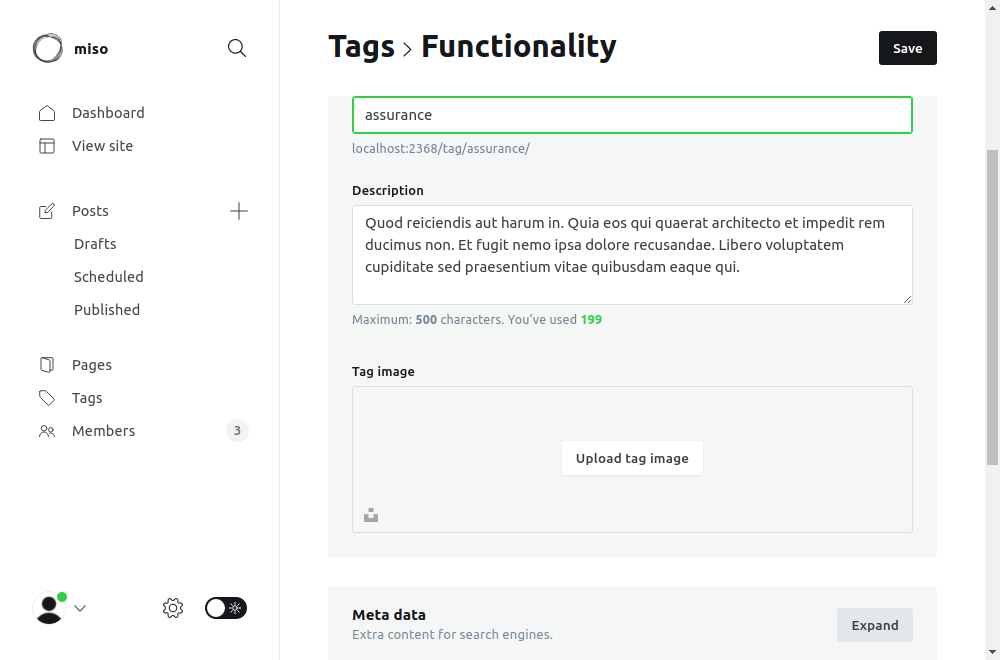 miso
Dashboard
View site
Posts
Drafts
Scheduled
Published
Pages
Tags
Members
3
Tags > Functionality
Save
assurance
localhost:2368/tag/assurance/
Description
Quod reiciendis aut harum in. Quia eos qui quaerat architecto et impedit rem
ducimus non. Et fugit nemo ipsa dolore recusandae. Libero voluptatem
cupiditate sed praesentium vitae quibusdam eaque qui.
Maximum: 500 characters. You’ve used 199
Tag image
Upload tag image
Meta data
Extra content for search engines.
Expand